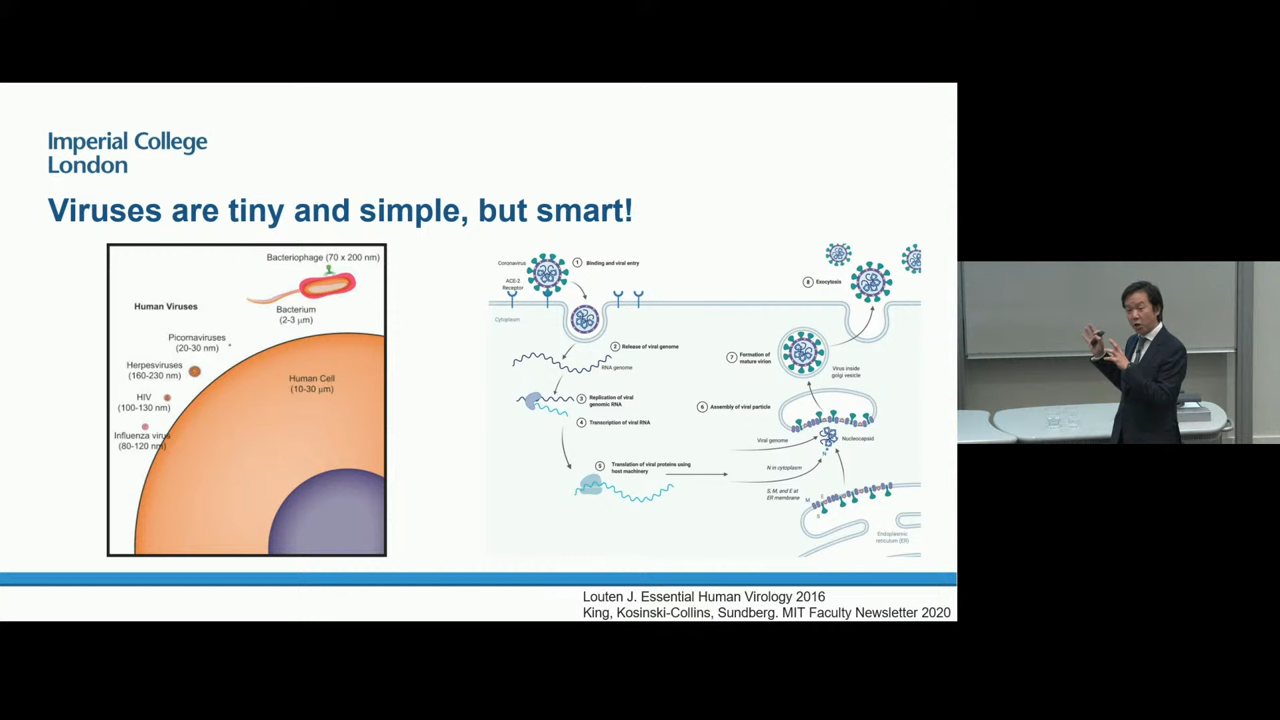 Imperial College
London
Viruses are tiny and simple, but smart!
Bacteriophage (70 x 200 nm)
Human Viruses
Bacterium
(2-3 μm)
Picornaviruses
(20-30 nm)
Herpesviruses
(160-230 nm)
Human Cell
(10-30 μm)
HIV
(100-130 nm)
Influenza virus
(80-120 nm)
Coronavirus
ACE-2
Receptor
1 Binding and viral entry
Cytoplasm
2 Release of viral genome
RNA genome
3 Replication of viral
genomic RNA
4 Transcription of viral RNA
5 Translation of viral proteins using
host machinery
8 Exocytosis
7 Formation of
mature virion
Virus inside
golgi vesicle
6 Assembly of viral particle
Viral genome
Nucleocapsid
N
N in cytoplasm
S, M, and E at
ER membrane
M
E
S
Endoplasmic
reticulum (ER)
Louten J. Essential Human Virology 2016
King, Kosinski-Collins, Sundberg. MIT Faculty Newsletter 2020